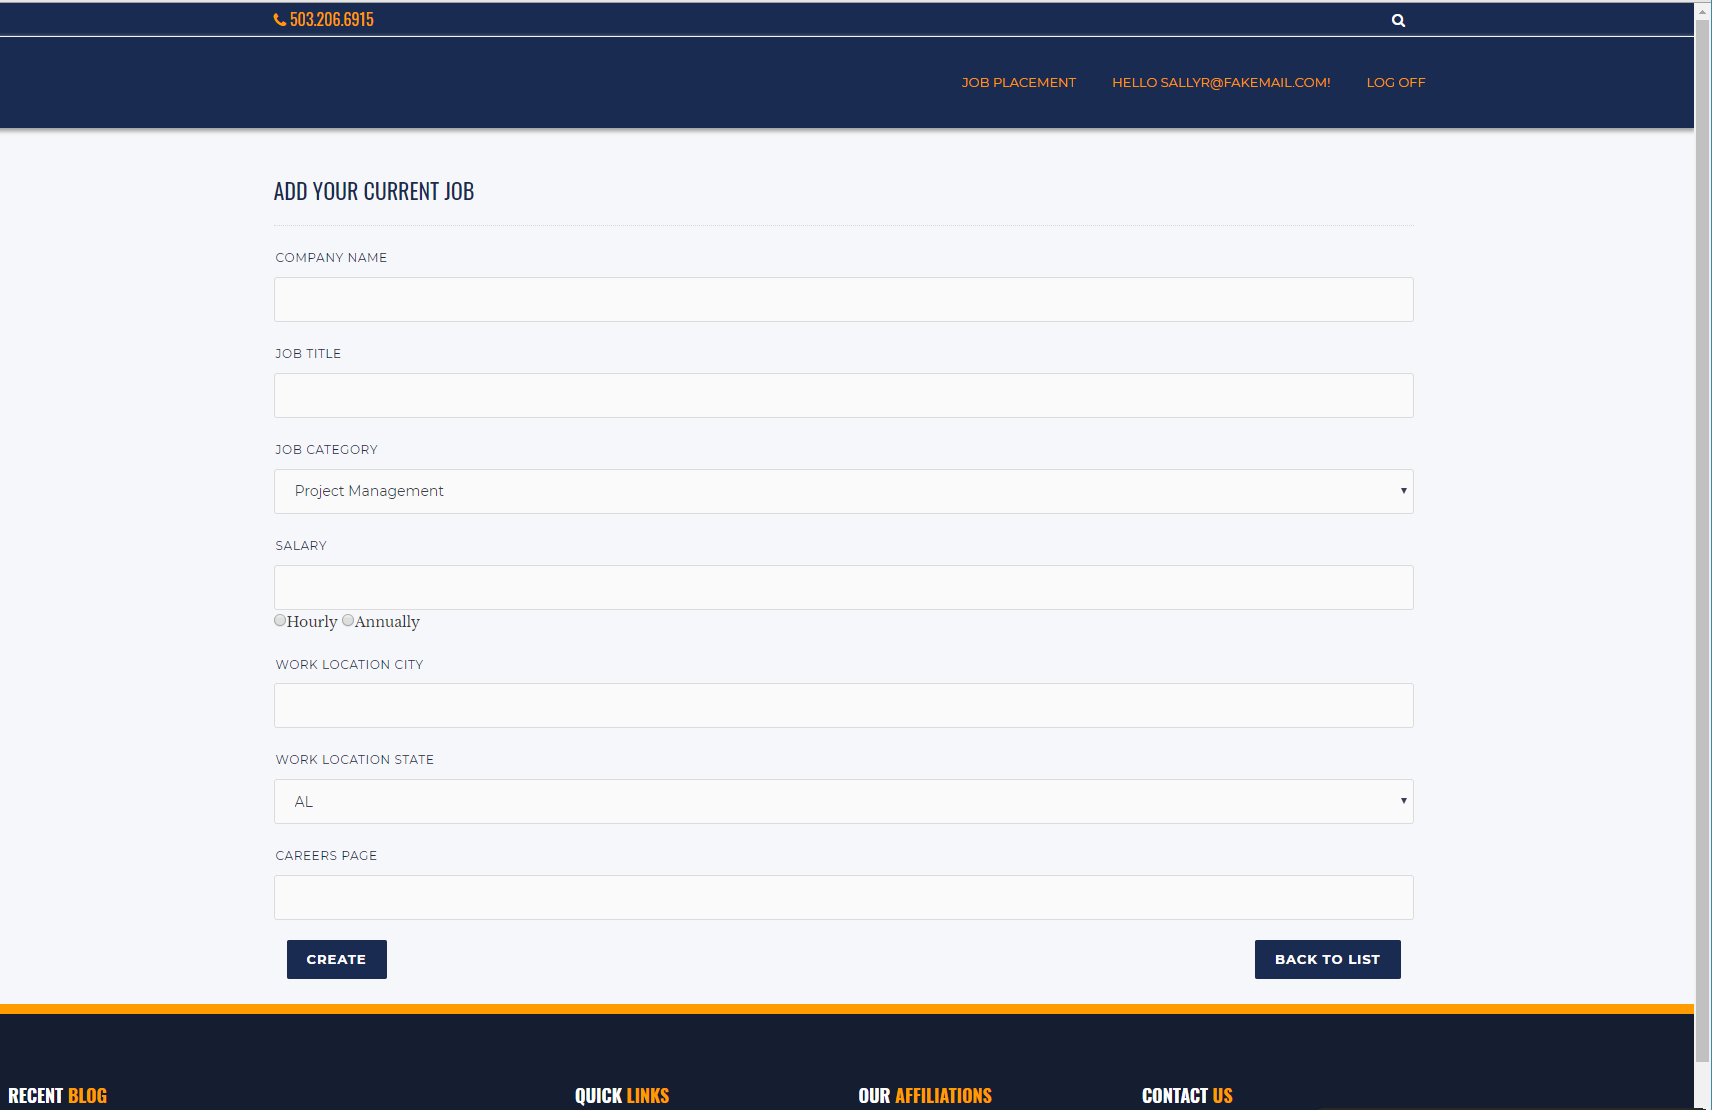 503.206.6915
JOB PLACEMENT HELLO SALLYR@FAKEMAIL.COM! LOG OFF
ADD YOUR CURRENT JOB
COMPANY NAME
JOB TITLE
JOB CATEGORY
Project Management
SALARY
Hourly Annually
WORK LOCATION CITY
WORK LOCATION STATE
AL
CAREERS PAGE
CREATE BACK TO LIST
RECENT BLOG QUICK LINKS OUR AFFILIATIONS CONTACT US